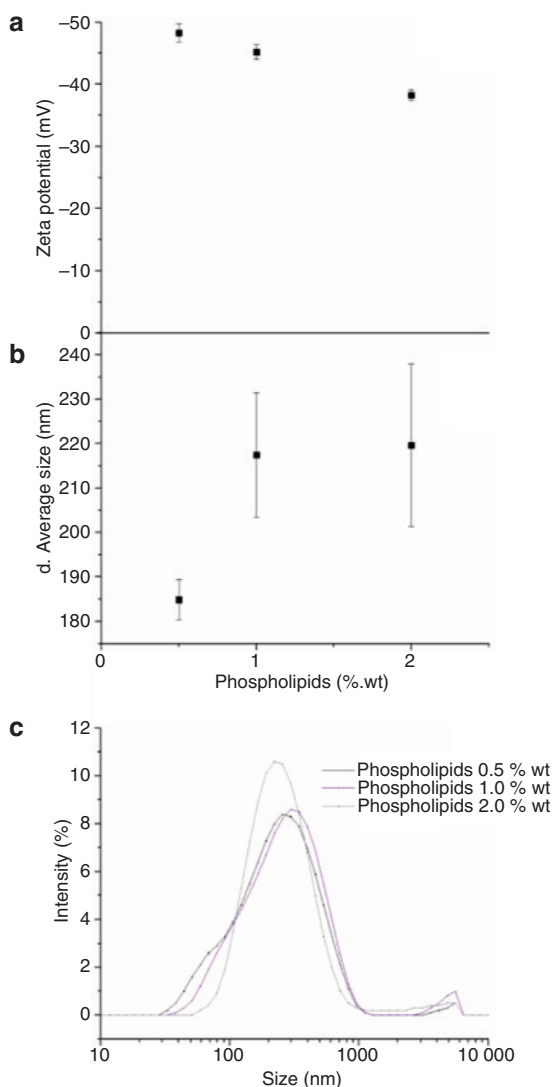 a
Zeta potential (mV)
–50
–40
–30
–20
–10
0
b
d. Average size (nm)
240
230
220
210
200
190
180
0 1 2
Phospholipids (%.wt)
c
Intensity (%)
12
10
8
6
4
2
0
Phospholipids 0.5 % wt
Phospholipids 1.0 % wt
Phospholipids 2.0 % wt
10 100 1000 10 000
Size (nm)